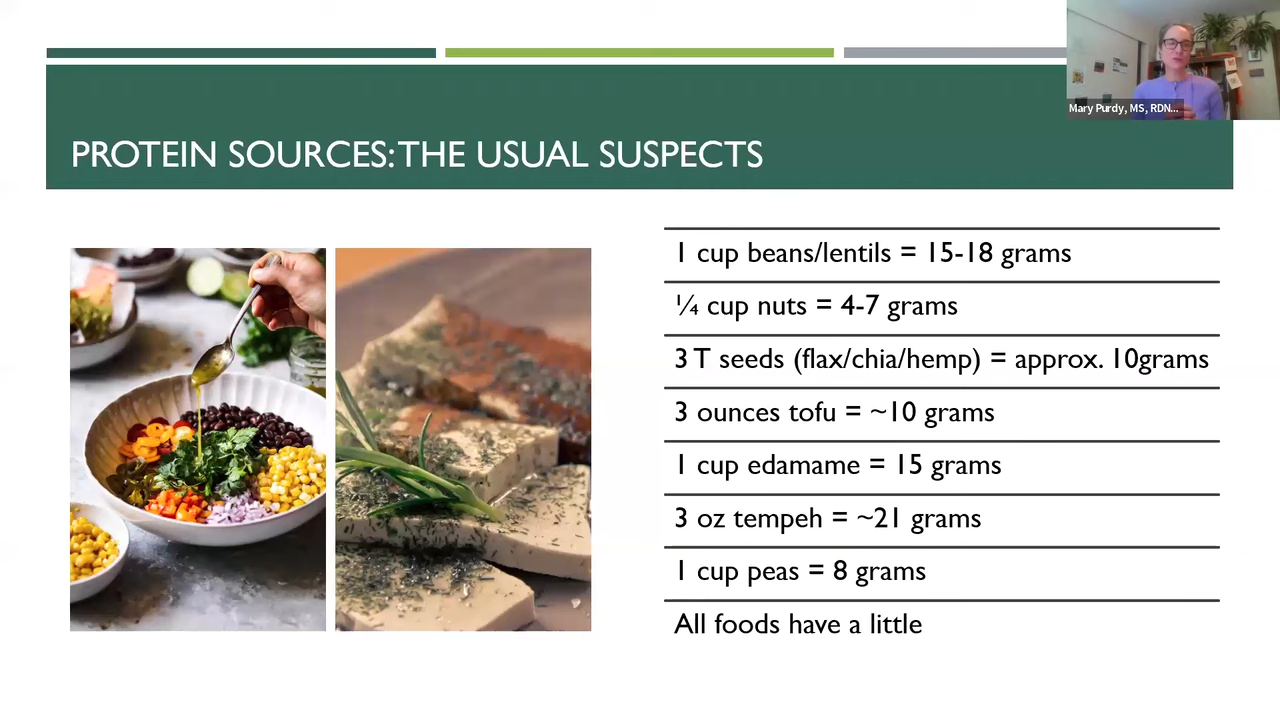 Mary Purdy, MS, RDN...
PROTEIN SOURCES: THE USUAL SUSPECTS
1 cup beans/lentils = 15-18 grams
¼ cup nuts = 4-7 grams
3 T seeds (flax/chia/hemp) = approx. 10grams
3 ounces tofu = ~10 grams
1 cup edamame = 15 grams
3 oz tempeh = ~21 grams
1 cup peas = 8 grams
All foods have a little